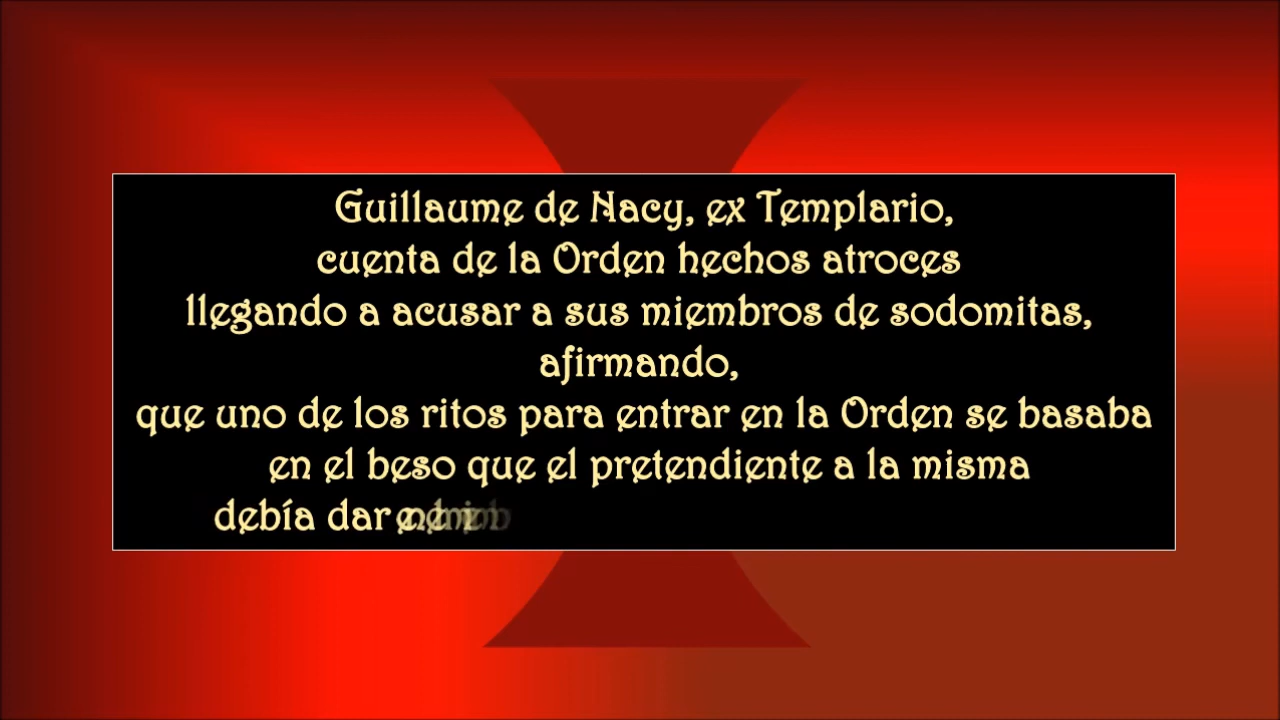 Guillaume de Nacy, ex Templario,
cuenta de la Orden hechos atroces
llegando a acusar a sus miembros de sodomitas,
afirmando,
que uno de los ritos para entrar en la Orden se basaba
en el beso que el pretendiente a la misma
debía dar